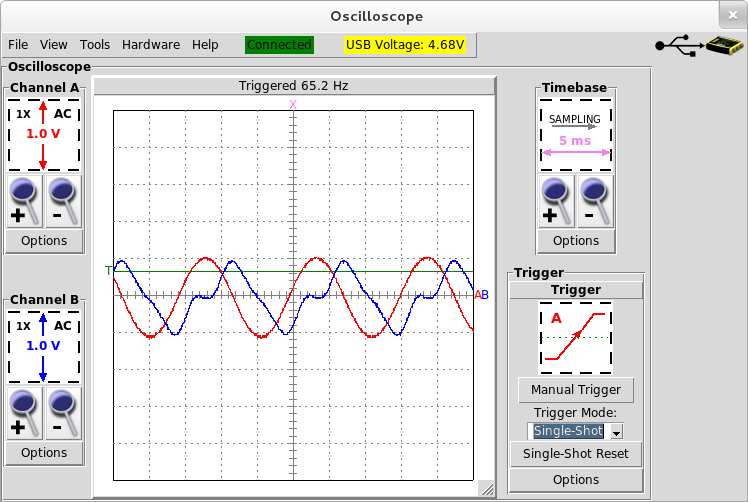 Oscilloscope
×
File View Tools Hardware Help Connected USB Voltage: 4.68V
Oscilloscope
Channel A
1X AC
1.0 V
+ -
Options
Channel B
1X AC
1.0 V
+ -
Options
Triggered 65.2 Hz
X
T
AB
Timebase
SAMPLING
5 ms
+ -
Options
Trigger
Trigger
A
Manual Trigger
Trigger Mode:
Single-Shot
Single-Shot Reset
Options